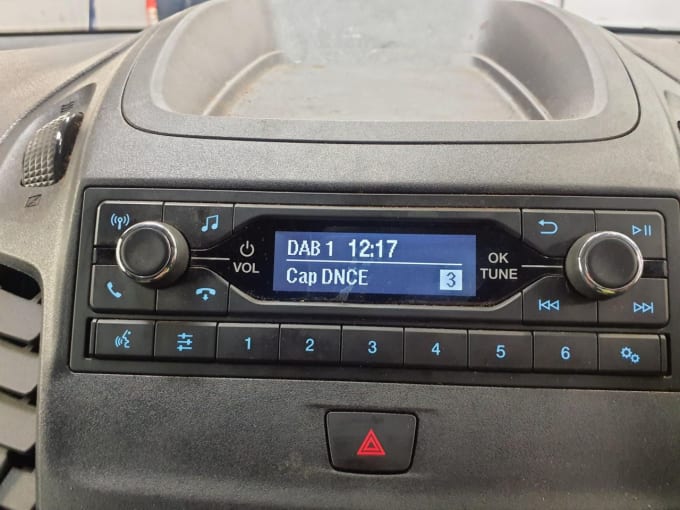 DAB 1 12:17
Cap DNCE 3
VOL
OK
TUNE
1 2 3 4 5 6